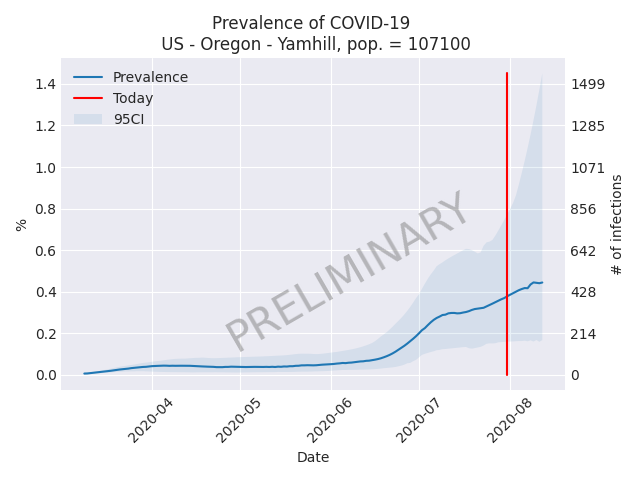 Prevalence of COVID-19
US - Oregon - Yamhill, pop. = 107100
Prevalence
Today
95CI
PRELIMINARY
%
1.4
1.2
1.0
0.8
0.6
0.4
0.2
0.0
1499
1285
1071
856
642
428
214
0
# of infections
2020-04
2020-05
2020-06
2020-07
2020-08
Date